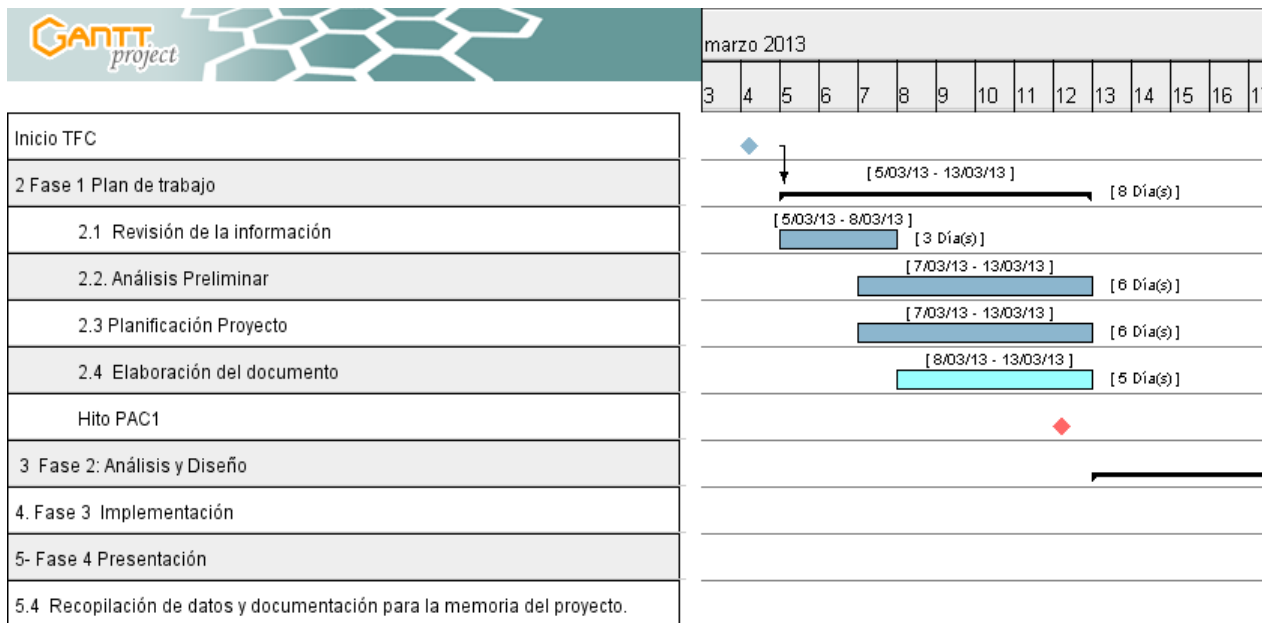 GANTT
project
marzo 2013
3 4 5 6 7 8 9 10 11 12 13 14 15 16
Inicio TFC
2 Fase 1 Plan de trabajo
[ 5/03/13 - 13/03/13 ]
[ 8 Día(s) ]
2.1 Revisión de la información
[ 5/03/13 - 8/03/13 ]
[ 3 Día(s) ]
2.2. Análisis Preliminar
[ 7/03/13 - 13/03/13 ]
[ 6 Día(s) ]
2.3 Planificación Proyecto
[ 7/03/13 - 13/03/13 ]
[ 6 Día(s) ]
2.4 Elaboración del documento
[ 8/03/13 - 13/03/13 ]
[ 5 Día(s) ]
Hito PAC1
3 Fase 2: Análisis y Diseño
4. Fase 3 Implementación
5- Fase 4 Presentación
5.4 Recopilación de datos y documentación para la memoria del proyecto.